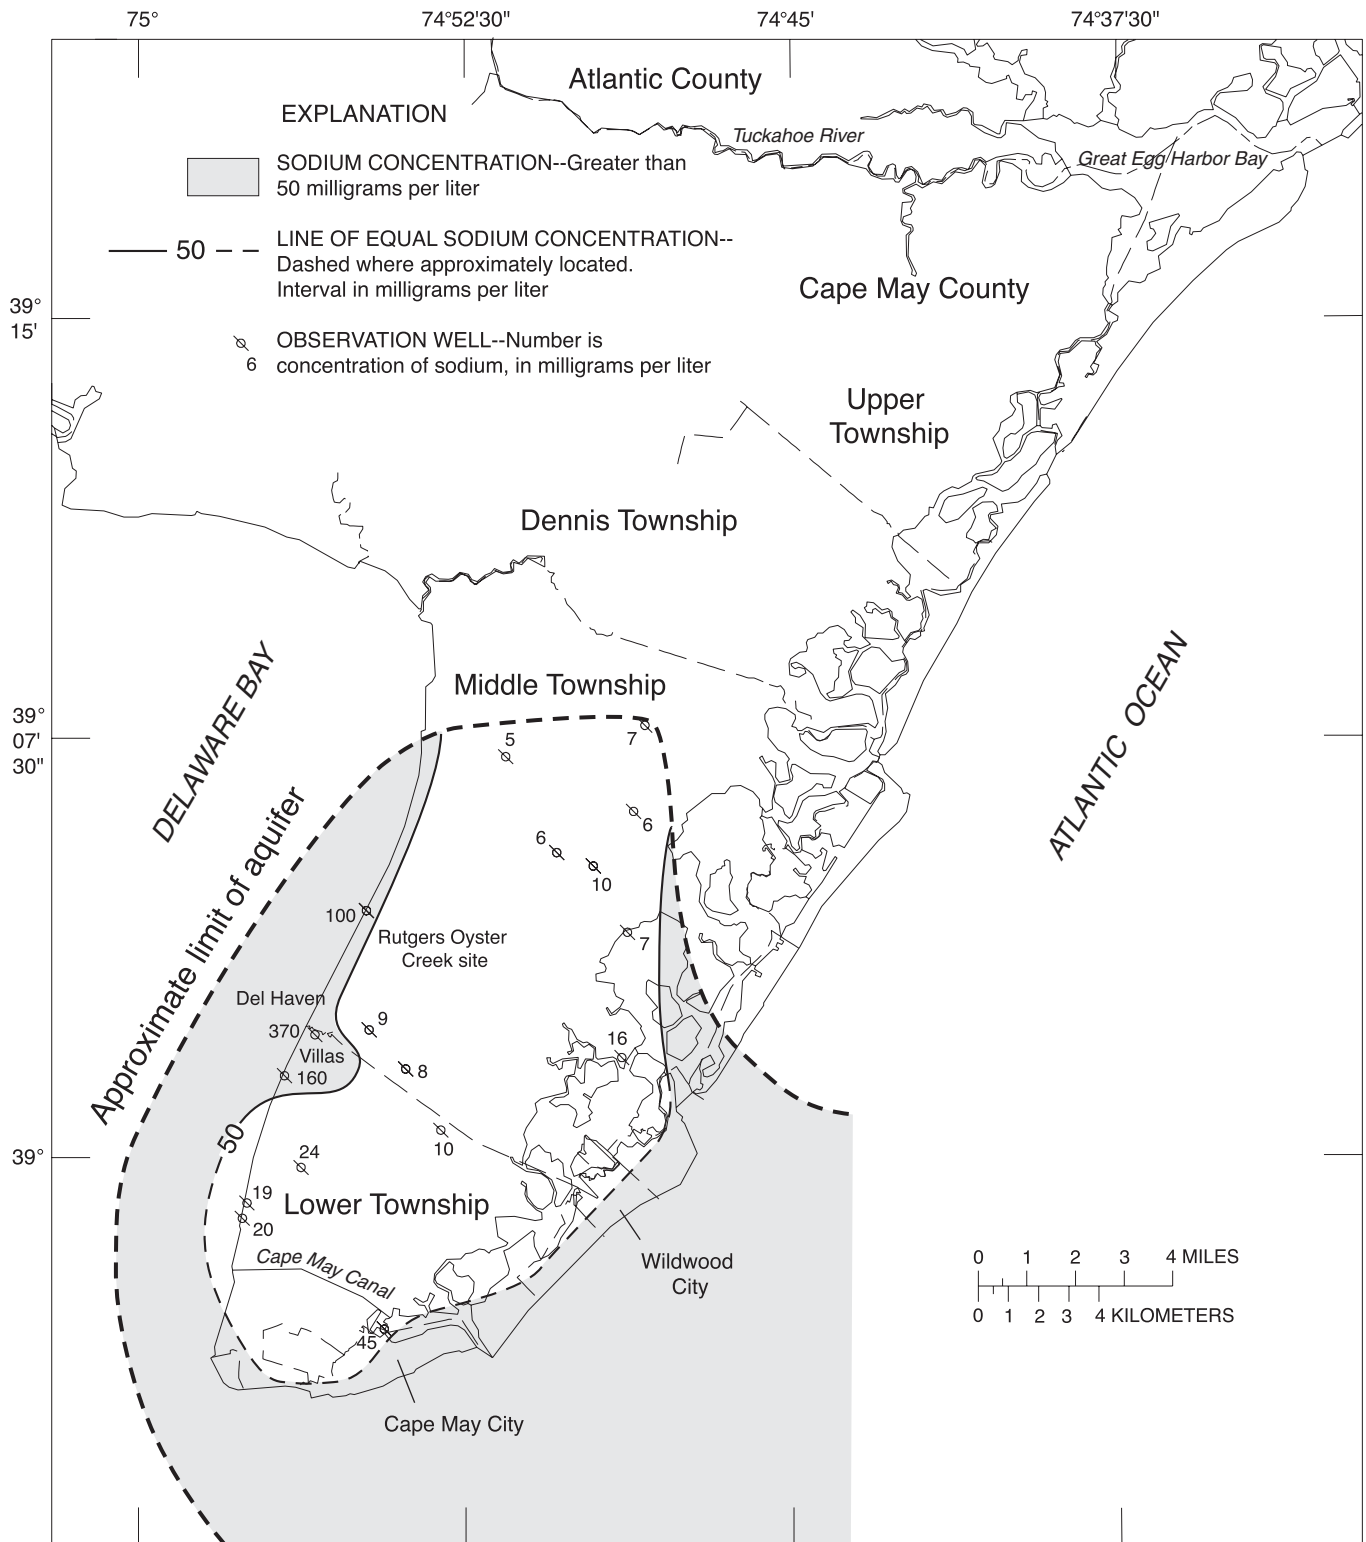 75°
74°52'30"
74°45'
74°37'30"
Atlantic County
EXPLANATION
Tuckahoe River
Great Egg Harbor Bay
SODIUM CONCENTRATION--Greater than
50 milligrams per liter
50
LINE OF EQUAL SODIUM CONCENTRATION--
Dashed where approximately located.
Interval in milligrams per liter
Cape May County
39°
15'
OBSERVATION WELL--Number is
6
concentration of sodium, in milligrams per liter
Upper
Township
Dennis Township
DELAWARE BAY
ATLANTIC OCEAN
Middle Township
39°
07'
30"
5
7
Approximate limit of aquifer
6
6
10
100
Rutgers Oyster
Creek site
7
Del Haven
370
9
16
Villas
160
8
50
10
39°
24
19
Lower Township
20
Cape May Canal
Wildwood
City
0 1 2 3 4 MILES
0 1 2 3 4 KILOMETERS
45
Cape May City